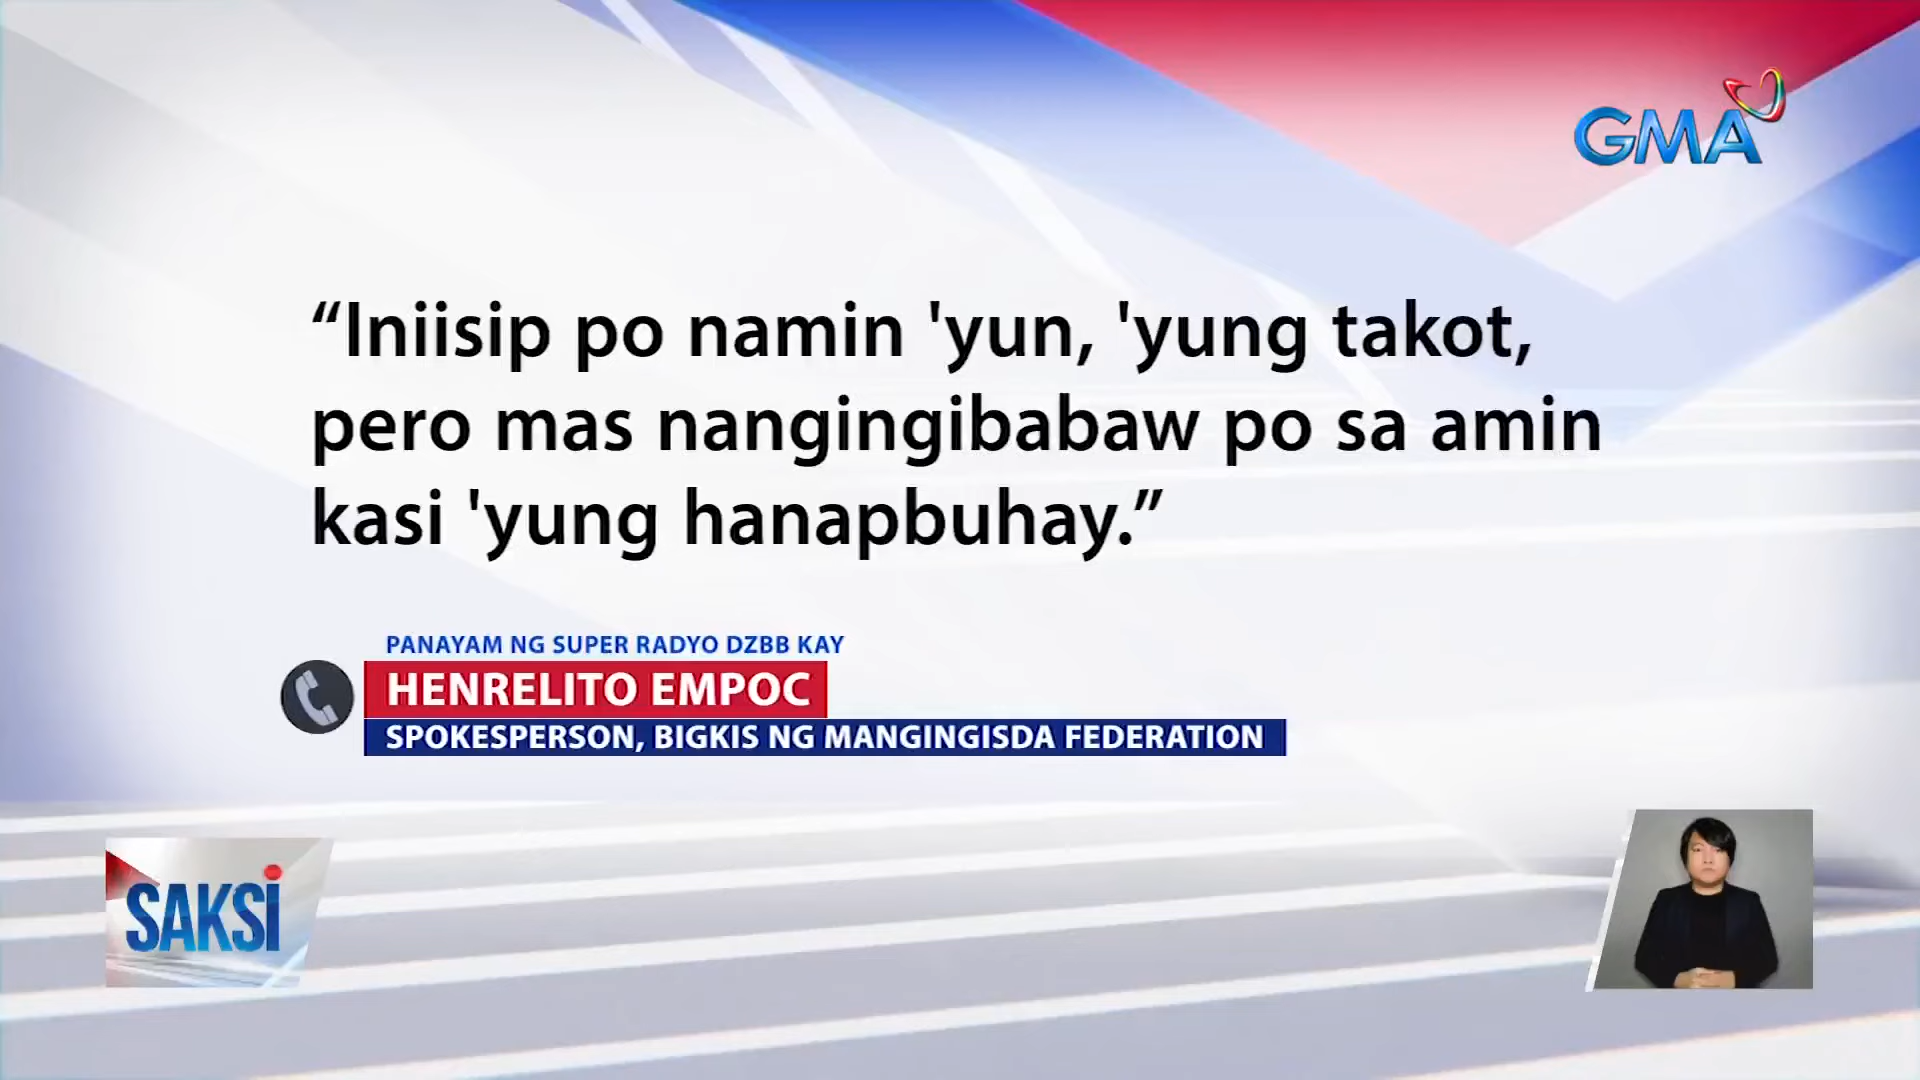 GMA
“Iniisip po namin 'yun, 'yung takot,
pero mas nangingibabaw po sa amin
kasi 'yung hanapbuhay.”
PANAYAM NG SUPER RADYO DZBB KAY
HENRELITO EMPOC
SPOKESPERSON, BIGKIS NG MANGINGISDA FEDERATION
SAKSI